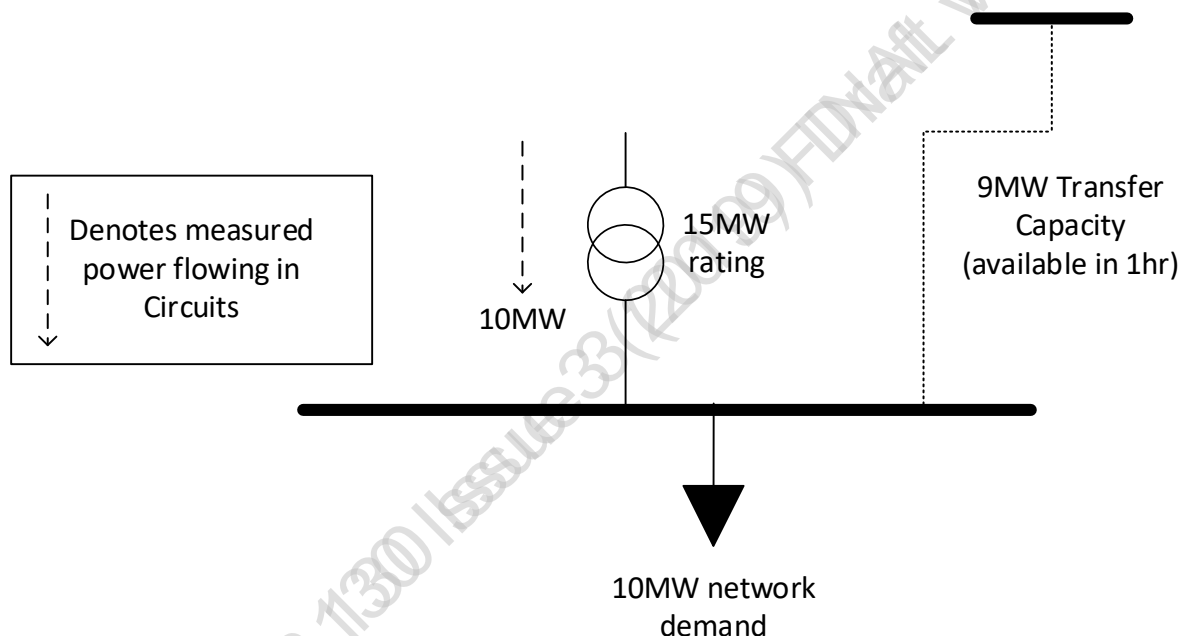 Denotes measured
power flowing in
Circuits
10MW
15MW
rating
9MW Transfer
Capacity
(available in 1hr)
10MW network
demand